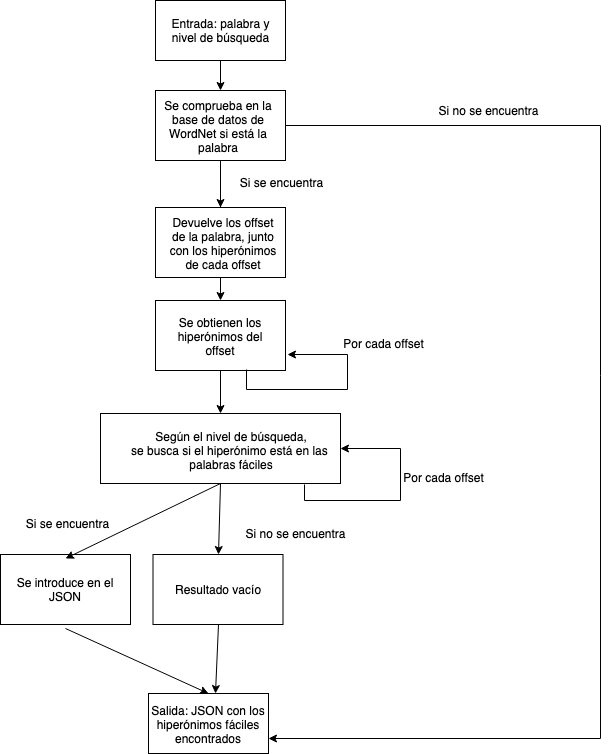 Entrada: palabra y
nivel de búsqueda
Se comprueba en la
base de datos de
WordNet si está la
palabra
Si no se encuentra
Si se encuentra
Devuelve los offset
de la palabra, junto
con los hiperónimos
de cada offset
Se obtienen los
hiperónimos del
offset
Por cada offset
Según el nivel de búsqueda,
se busca si el hiperónimo está en las
palabras fáciles
Por cada offset
Si se encuentra
Si no se encuentra
Se introduce en el
JSON
Resultado vacío
Salida: JSON con los
hiperónimos fáciles
encontrados